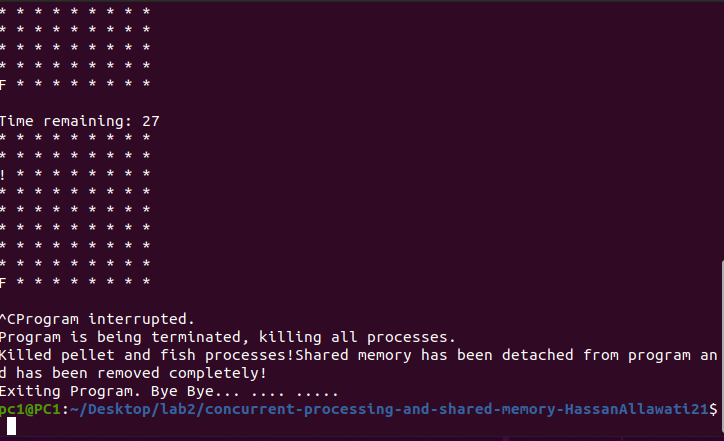 * * * * * * * * *
* * * * * * * * *
* * * * * * * * *
* * * * * * * * *
F * * * * * * * *
Time remaining: 27
* * * * * * * * *
* * * * * * * * *
! * * * * * * * *
* * * * * * * * *
* * * * * * * * *
* * * * * * * * *
* * * * * * * * *
* * * * * * * * *
F * * * * * * * *
^CProgram interrupted.
Program is being terminated, killing all processes.
Killed pellet and fish processes!Shared memory has been detached from program an
d has been removed completely!
Exiting Program. Bye Bye... .... .....
pc1@PC1:~/Desktop/lab2/concurrent-processing-and-shared-memory-HassanAllawati21$